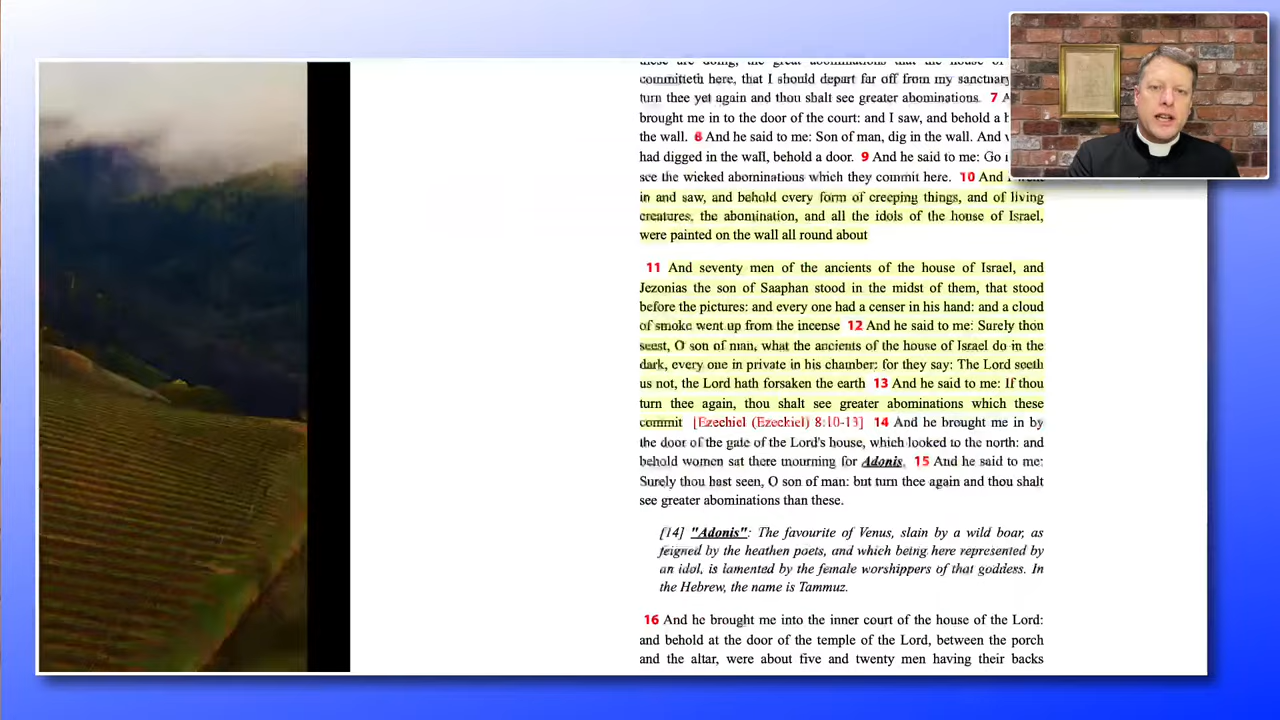 these are doing, the great abominations that the house of
committeth here, that I should depart far off from my sanctuary
turn thee yet again and thou shalt see greater abominations. 7
brought me in to the door of the court: and I saw, and behold a
the wall. 8 And he said to me: Son of man, dig in the wall. And
had digged in the wall, behold a door. 9 And he said to me: Go
see the wicked abominations which they commit here. 10 And I went
in and saw, and behold every form of creeping things, and of living
creatures, the abomination, and all the idols of the house of Israel,
were painted on the wall all round about
11 And seventy men of the ancients of the house of Israel, and
Jezonias the son of Saaphan stood in the midst of them, that stood
before the pictures: and every one had a censer in his hand: and a cloud
of smoke went up from the incense 12 And he said to me: Surely thou
seest, O son of man, what the ancients of the house of Israel do in the
dark, every one in private in his chamber: for they say: The Lord seeth
us not, the Lord hath forsaken the earth 13 And he said to me: If thou
turn thee again, thou shalt see greater abominations which these
commit [Ezechiel (Ezeckiel) 8:10-13] 14 And he brought me in by
the door of the gate of the Lord's house, which looked to the north: and
behold women sat there mourning for Adonis. 15 And he said to me:
Surely thou hast seen, O son of man: but turn thee again and thou shalt
see greater abominations than these.
[14] "Adonis": The favourite of Venus, slain by a wild boar, as
feigned by the heathen poets, and which being here represented by
an idol, is lamented by the female worshippers of that goddess. In
the Hebrew, the name is Tammuz.
16 And he brought me into the inner court of the house of the Lord:
and behold at the door of the temple of the Lord, between the porch
and the altar, were about five and twenty men having their backs